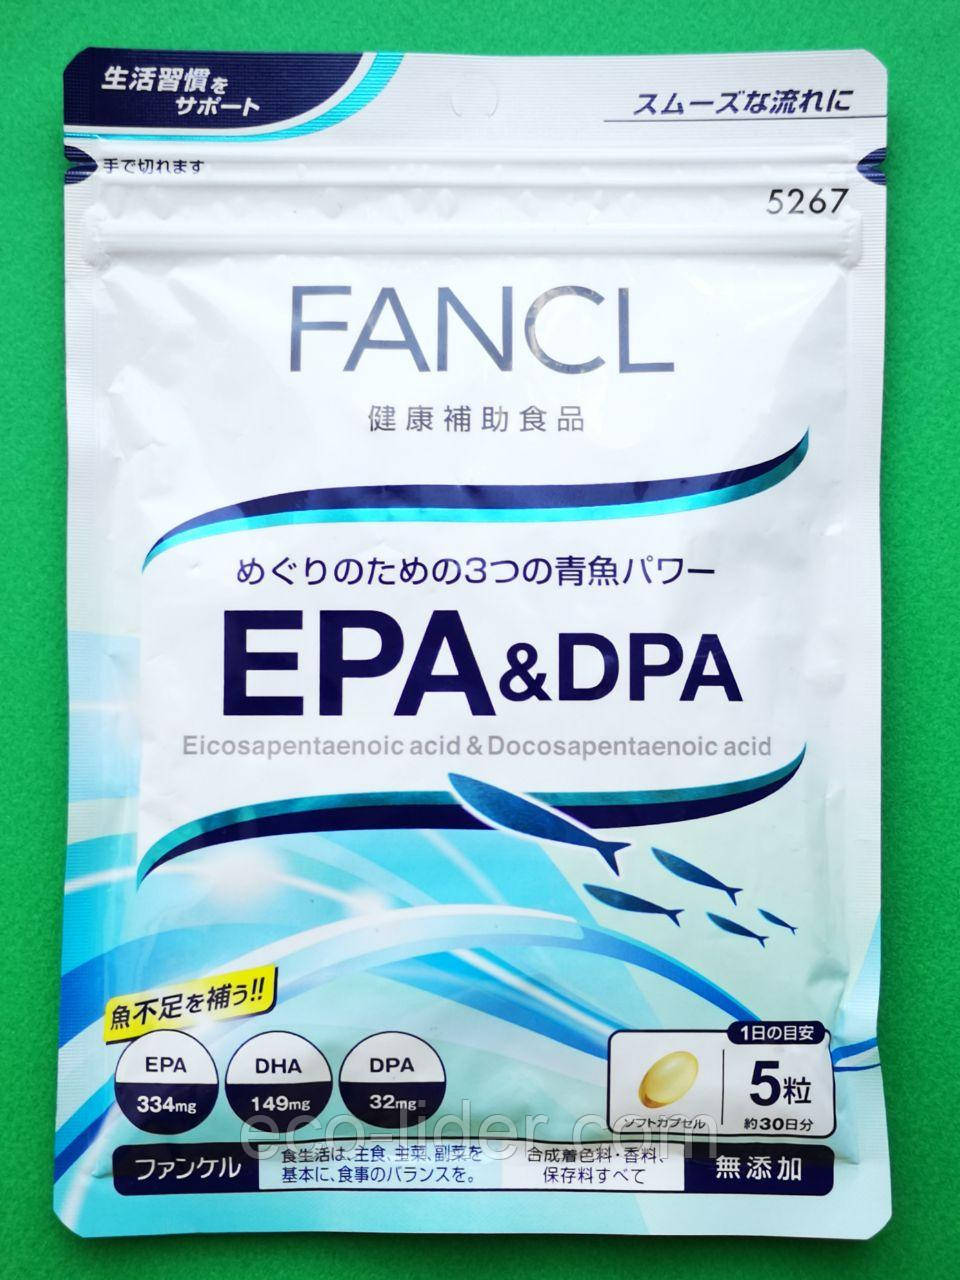 生活習慣を
サポート
スムーズな流れに
手で切れます
5267
FANCL
健康補助食品
めぐりのための3つの青魚パワー
EPA&DPA
Eicosapentaenoic acid & Docosapentaenoic acid
魚不足を補う!!
EPA
334mg
DHA
149mg
DPA
32mg
1日の目安
ソフトカプセル
5粒
約30日分
eco-lider.com
ファンケル
食生活は、主食、主菜、副菜を
基本に、食事のバランスを。
合成着色料・香料、
保存料すべて
無添加